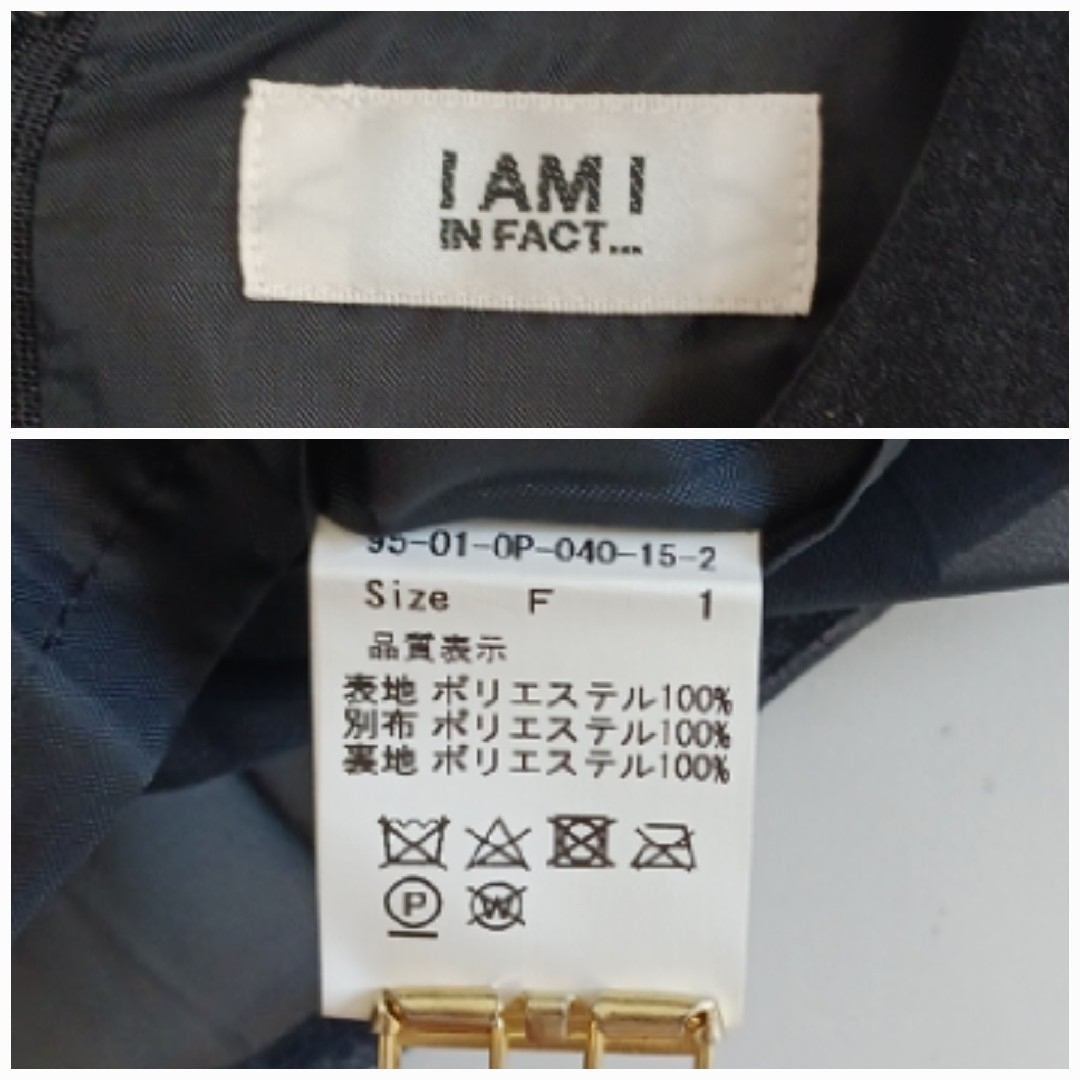 I AM I
IN FACT...
95-01-0P-040-15-2
Size F 1
品質表示
表地 ポリエステル100%
別布 ポリエステル100%
裏地 ポリエステル100%
P W